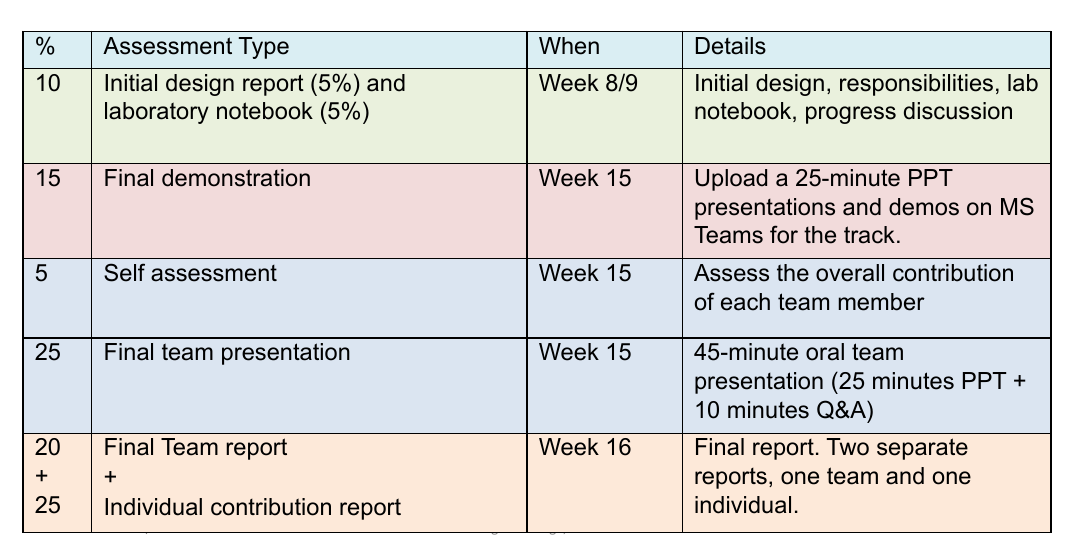 % Assessment Type When Details
10 Initial design report (5%) and Week 8/9 Initial design, responsibilities, lab
laboratory notebook (5%) notebook, progress discussion
15 Final demonstration Week 15 Upload a 25-minute PPT
presentations and demos on MS
Teams for the track.
5 Self assessment Week 15 Assess the overall contribution
of each team member
25 Final team presentation Week 15 45-minute oral team
presentation (25 minutes PPT +
10 minutes Q&A)
20 Final Team report Week 16 Final report. Two separate
+ + reports, one team and one
25 Individual contribution report individual.